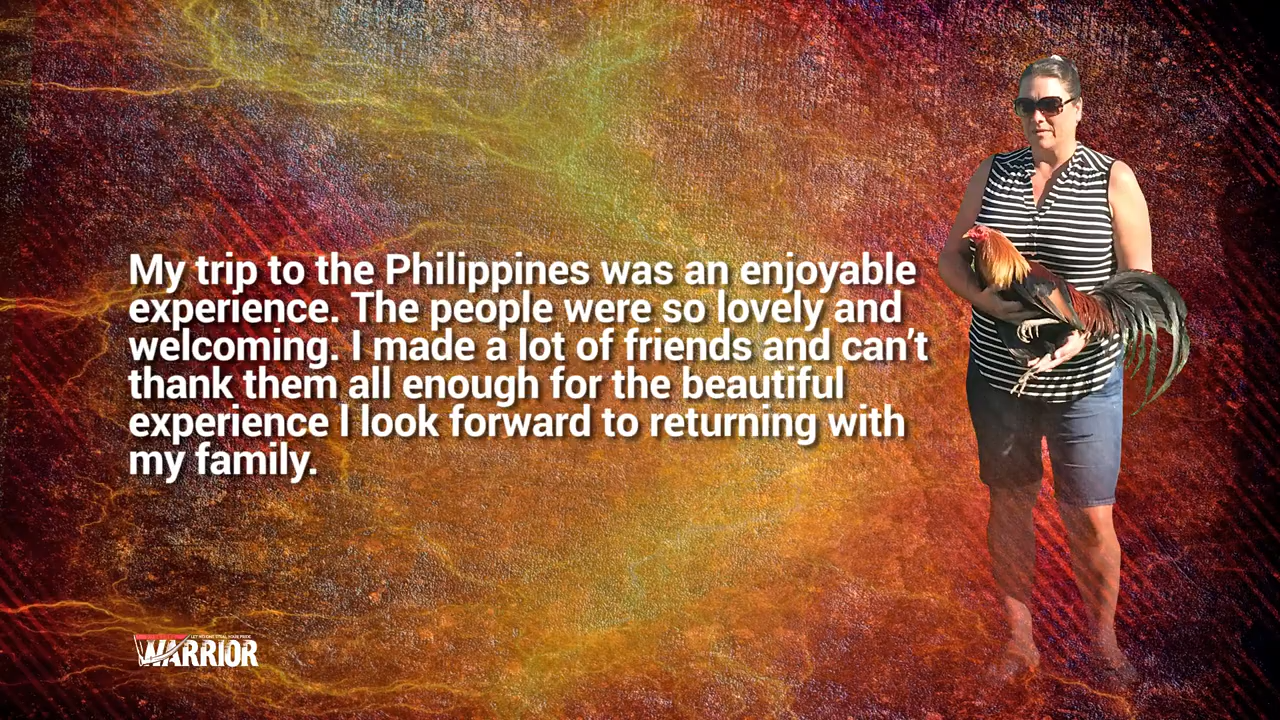 My trip to the Philippines was an enjoyable
experience. The people were so lovely and
welcoming. I made a lot of friends and can't
thank them all enough for the beautiful
experience I look forward to returning with
my family.
WARRIOR